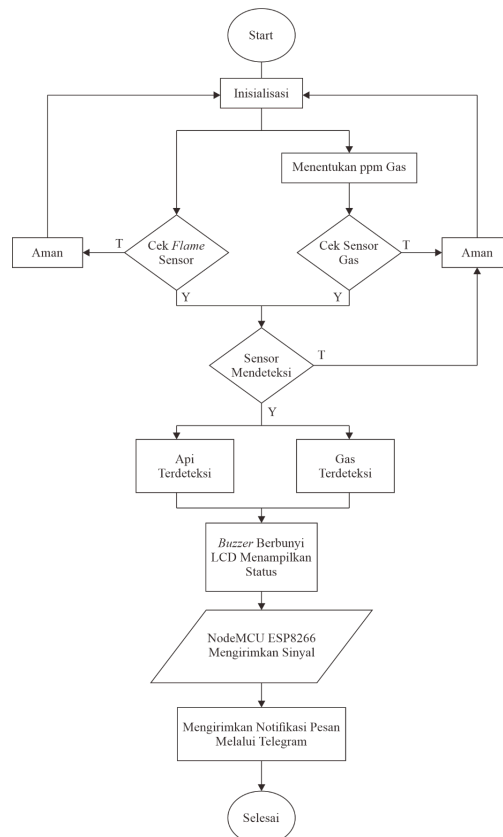 Start
Inisialisasi
Menentukan ppm Gas
Aman
T
Cek Flame
Sensor
Cek Sensor
Gas
T
Aman
Y
Y
Sensor
Mendeteksi
T
Y
Api
Terdeteksi
Gas
Terdeteksi
Buzzer Berbunyi
LCD Menampilkan
Status
NodeMCU ESP8266
Mengirimkan Sinyal
Mengirimkan Notifikasi Pesan
Melalui Telegram
Selesai